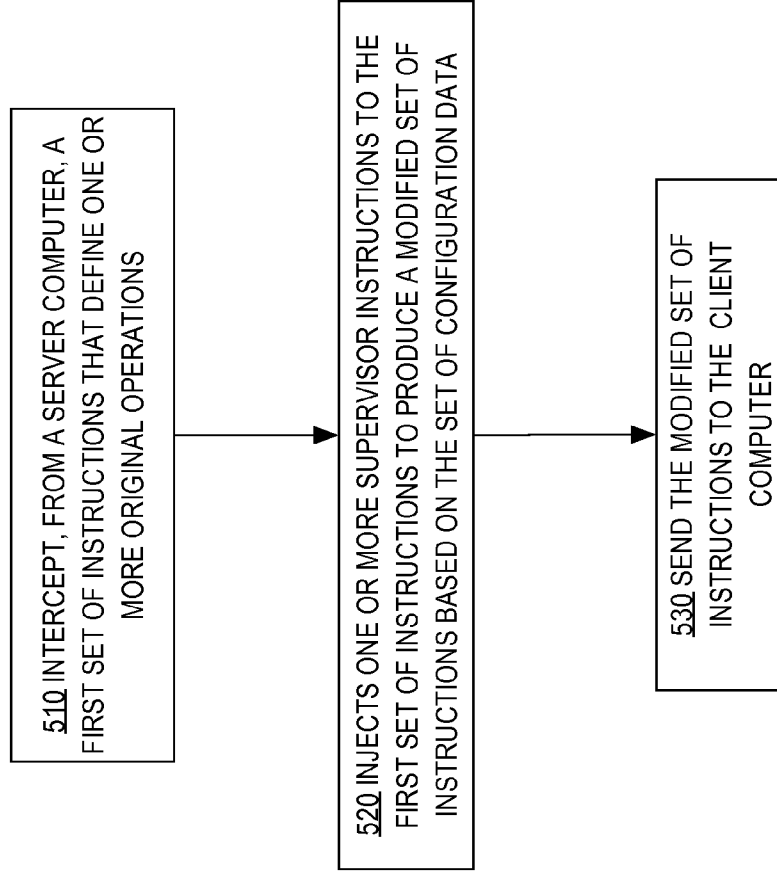 510 INTERCEPT, FROM A SERVER COMPUTER, A
FIRST SET OF INSTRUCTIONS THAT DEFINE ONE OR
MORE ORIGINAL OPERATIONS
520 INJECTS ONE OR MORE SUPERVISOR INSTRUCTIONS TO THE
FIRST SET OF INSTRUCTIONS TO PRODUCE A MODIFIED SET OF
INSTRUCTIONS BASED ON THE SET OF CONFIGURATION DATA
530 SEND THE MODIFIED SET OF
INSTRUCTIONS TO THE CLIENT
COMPUTER